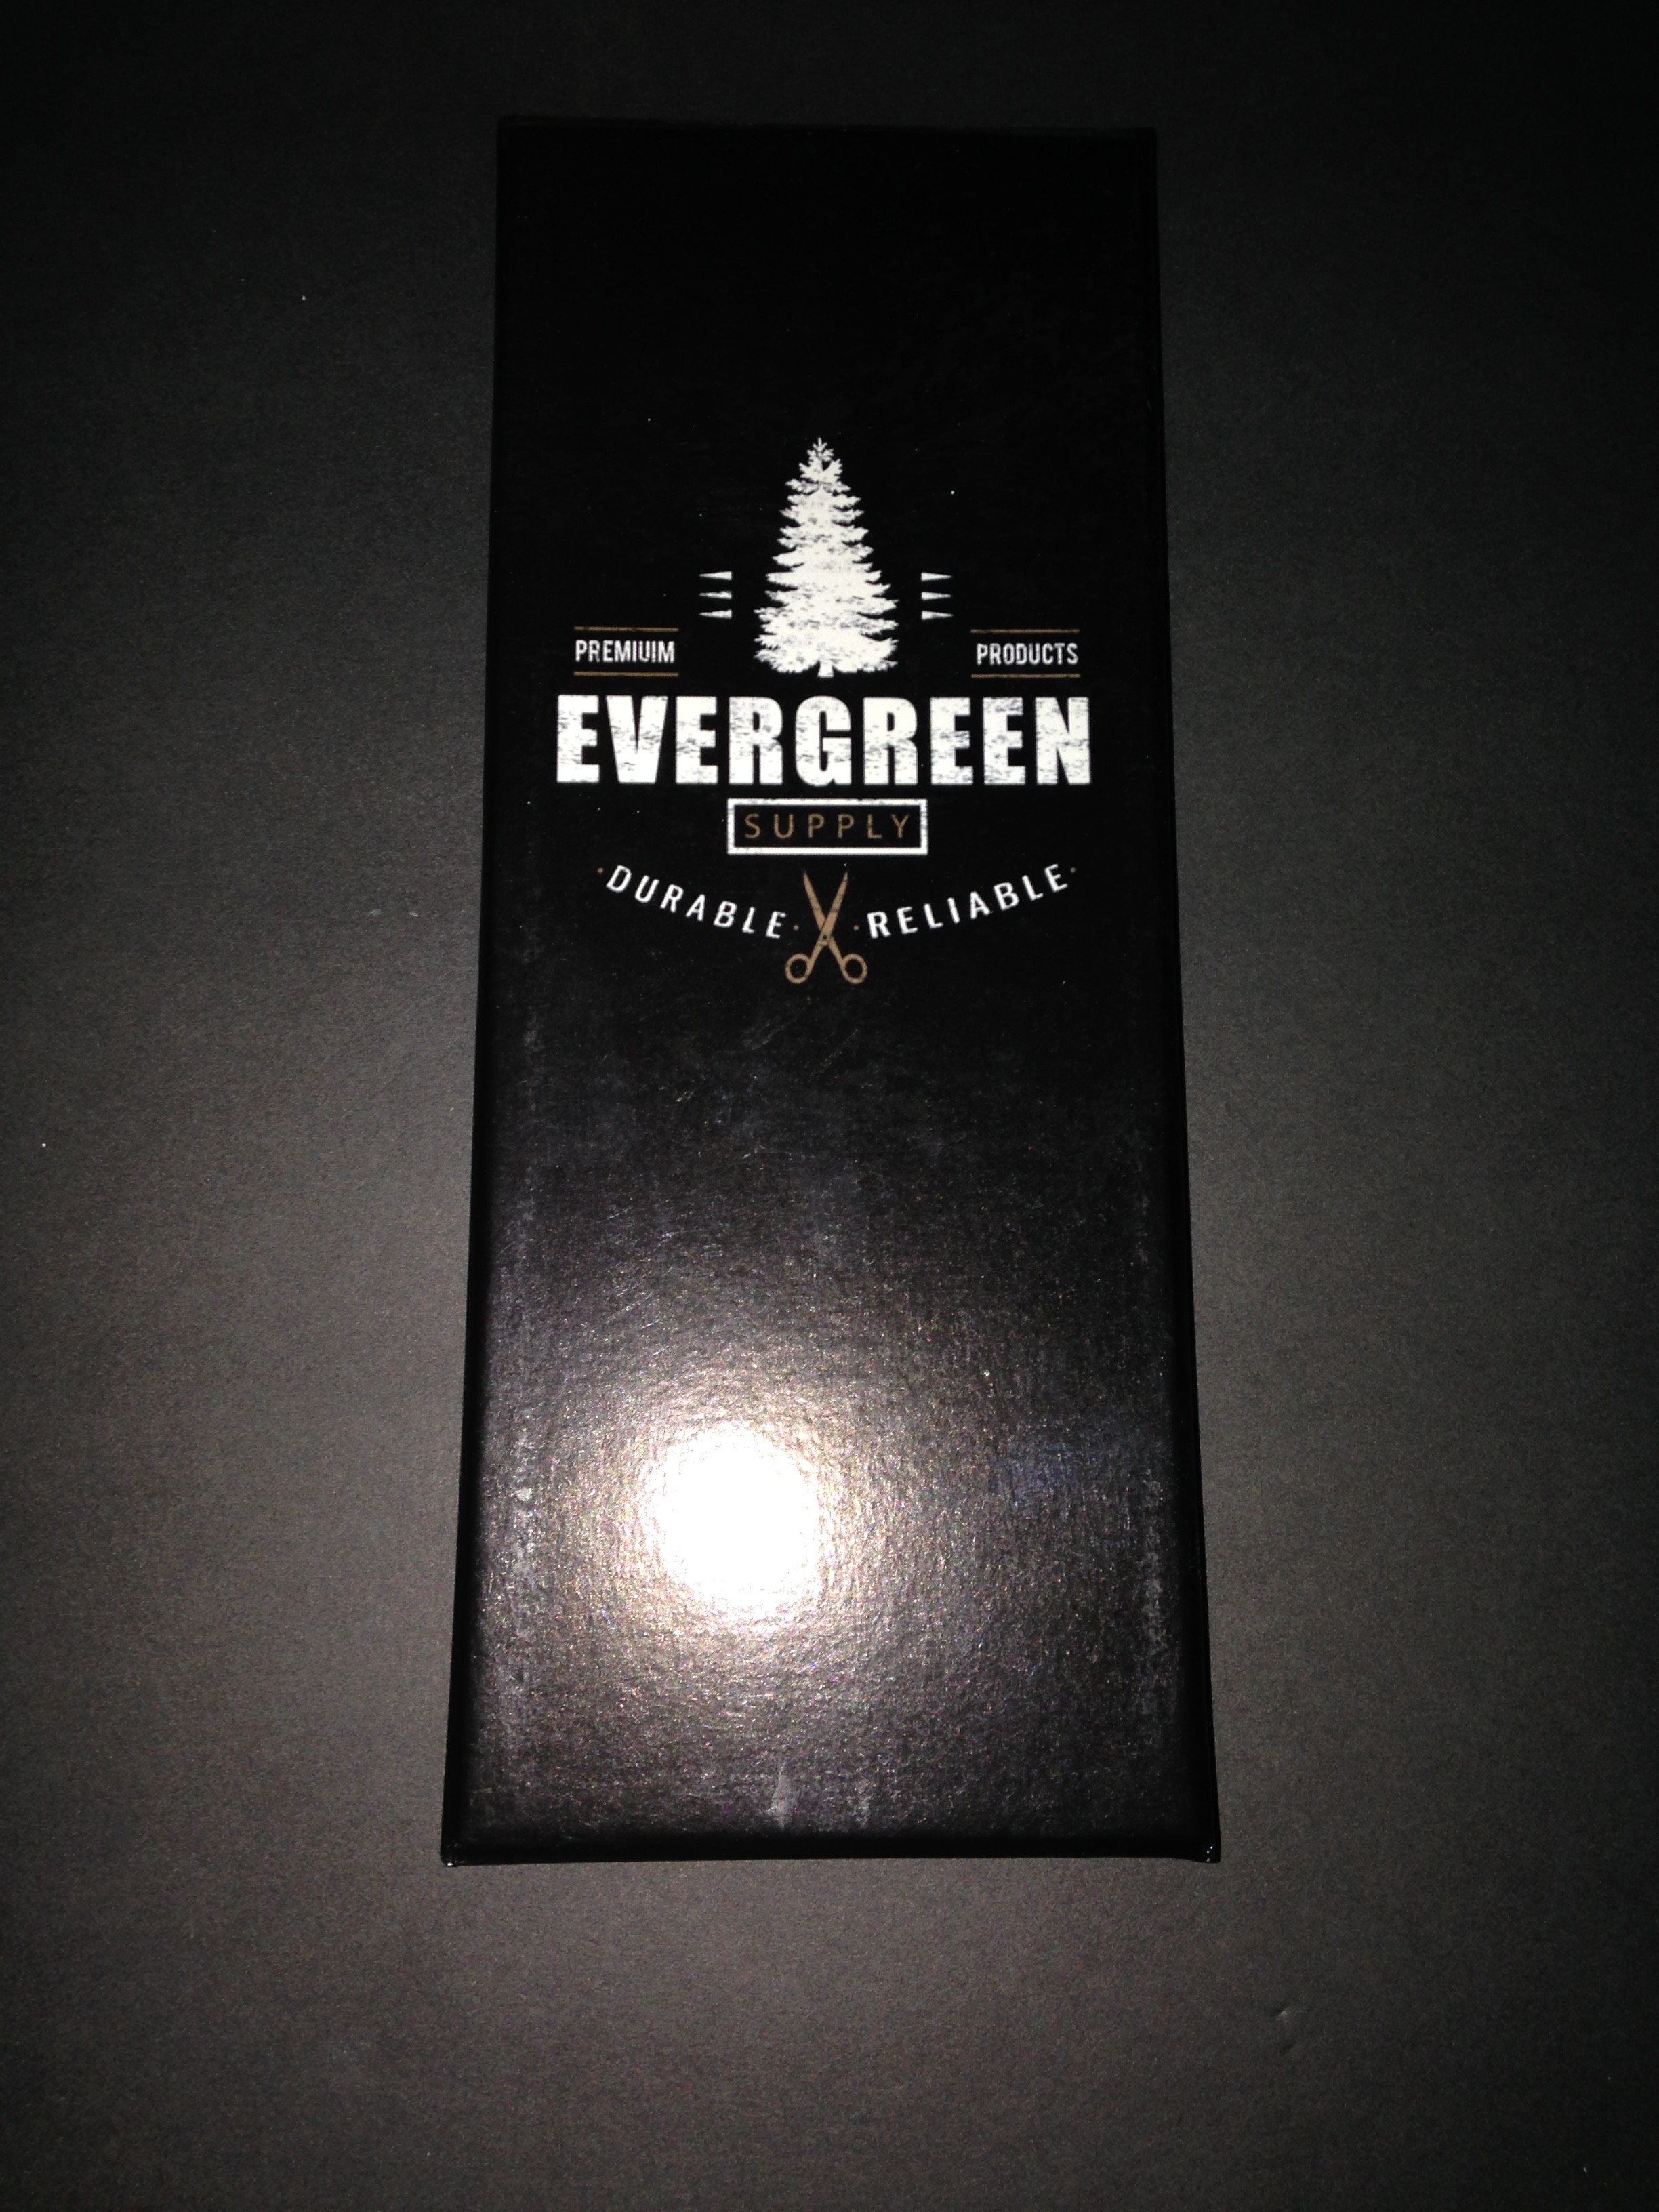 PREMIUIM PRODUCTS
EVERGREEN
SUPPLY
·DURABLE· ·RELIABLE·